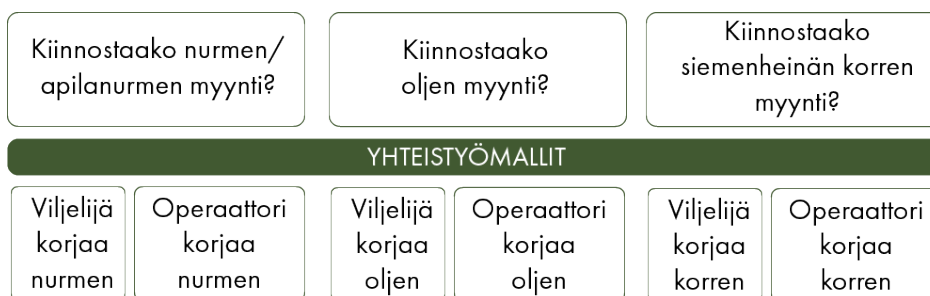 Kiinnostaako nurmen/
apilanurmen myynti?
Kiinnostaako
oljen myynti?
Kiinnostaako
siemenheinän korren
myynti?
YHTEISTYÖMALLIT
Viljelijä
korjaa
nurmen
Operaattori
korjaa
nurmen
Viljelijä
korjaa
oljen
Operaattori
korjaa
oljen
Viljelijä
korjaa
korren
Operaattori
korjaa
korren